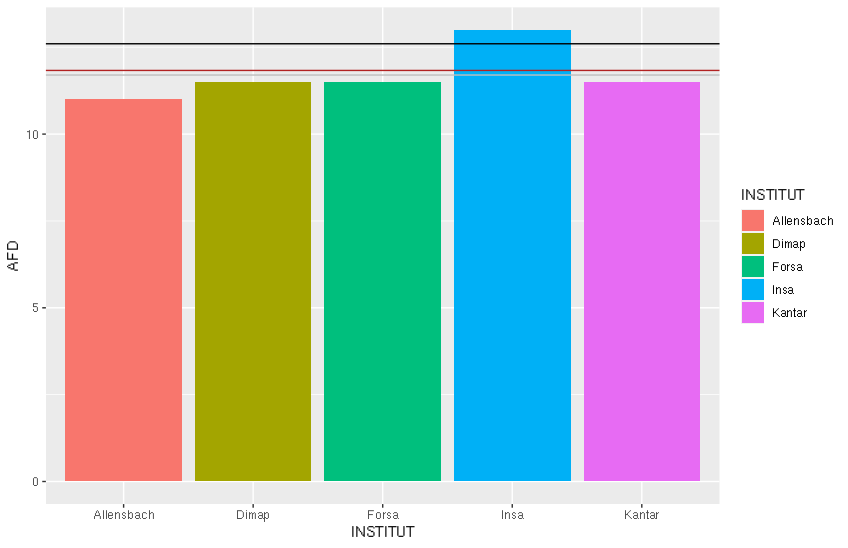 AFD
10
5
0
Allensbach Dimap Forsa Insa Kantar
INSTITUT
INSTITUT
Allensbach
Dimap
Forsa
Insa
Kantar